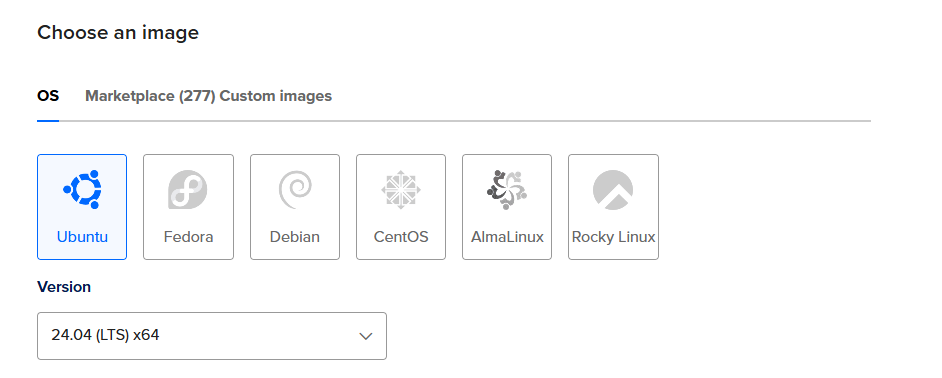 Choose an image
OS Marketplace (277) Custom images
Ubuntu Fedora Debian CentOS AlmaLinux Rocky Linux
Version
24.04 (LTS) x64